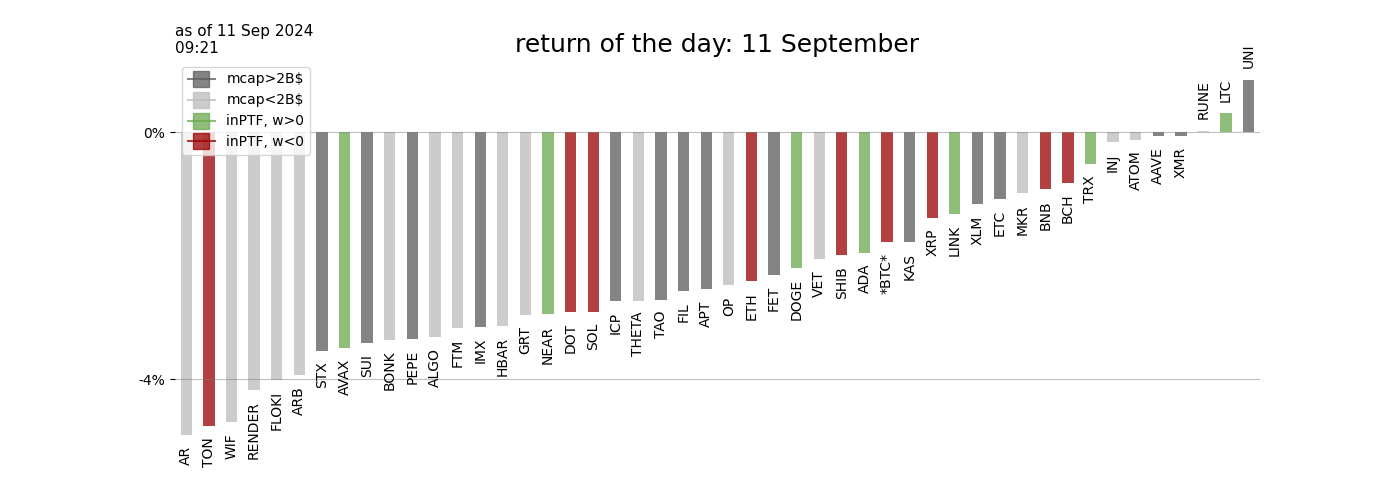 as of 11 Sep 2024
09:21
return of the day: 11 September
mcap>2B$
mcap<2B$
inPTF, w>0
inPTF, w<0
0%
-4%
AR
TON
WIF
RENDER
FLOKI
ARB
STX
AVAX
SUI
BONK
PEPE
ALGO
FTM
IMX
HBAR
GRT
NEAR
DOT
SOL
ICP
THETA
TAO
FIL
APT
OP
ETH
FET
DOGE
VET
SHIB
ADA
*BTC*
KAS
XRP
LINK
XLM
ETC
MKR
BNB
BCH
TRX
INJ
ATOM
AAVE
XMR
RUNE
LTC
UNI